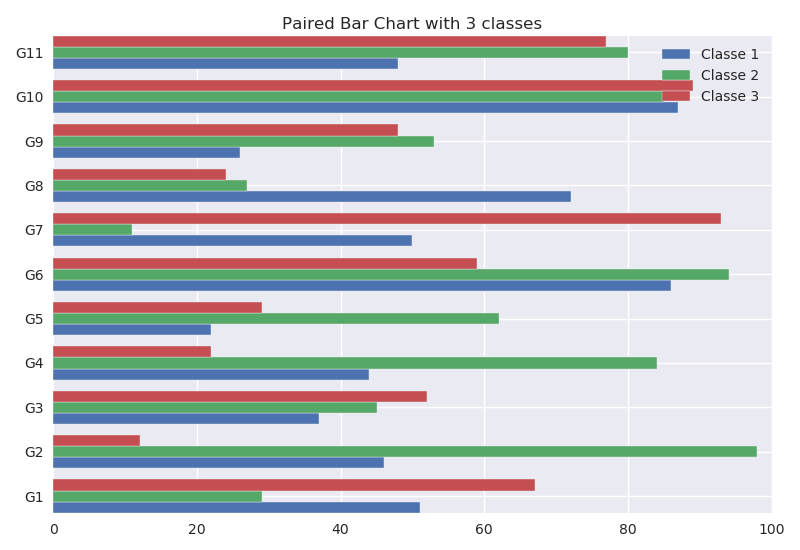 Paired Bar Chart with 3 classes
Classe 1
Classe 2
Classe 3
G11
G10
G9
G8
G7
G6
G5
G4
G3
G2
G1
0 20 40 60 80 100